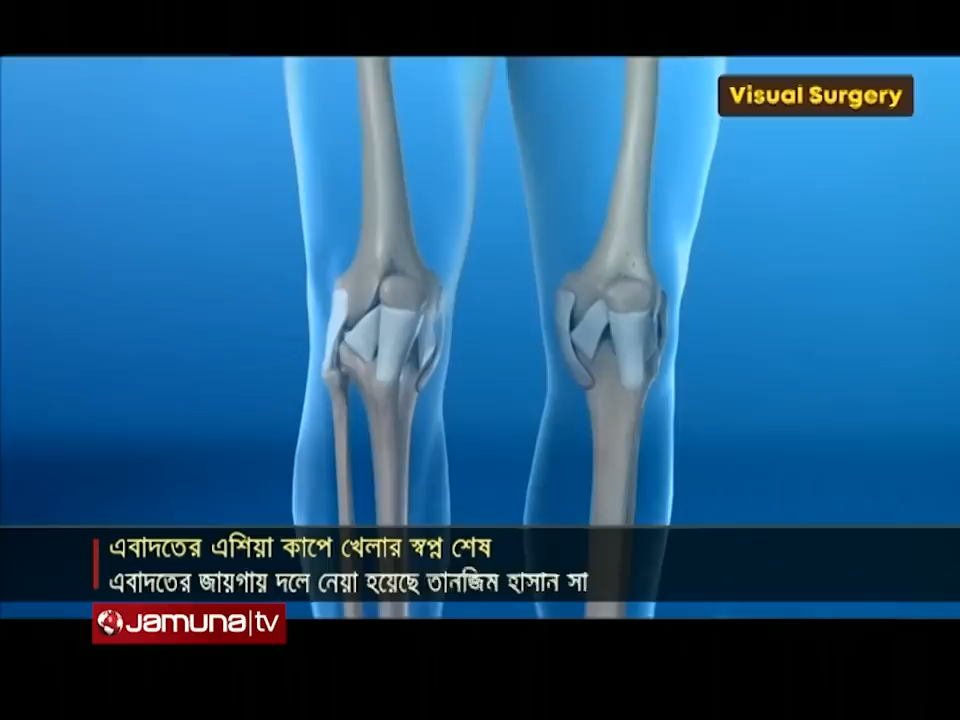 Visual Surgery
এবাদতের এশিয়া কাপে খেলার স্বপ্ন শেষ
এবাদতের জায়গায় দলে নেয়া হয়েছে তানজিম হাসান সা
Jamuna|tv